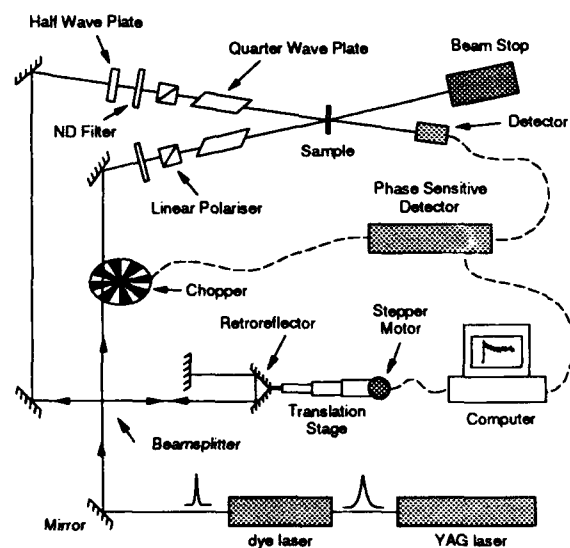 Half Wave Plate
Quarter Wave Plate
Beam Stop
ND Filter
Sample
Detector
Linear Polariser
Phase Sensitive
Detector
Chopper
Retroreflector
Stepper
Motor
Translation
Stage
Computer
Beamsplitter
Mirror
dye laser
YAG laser